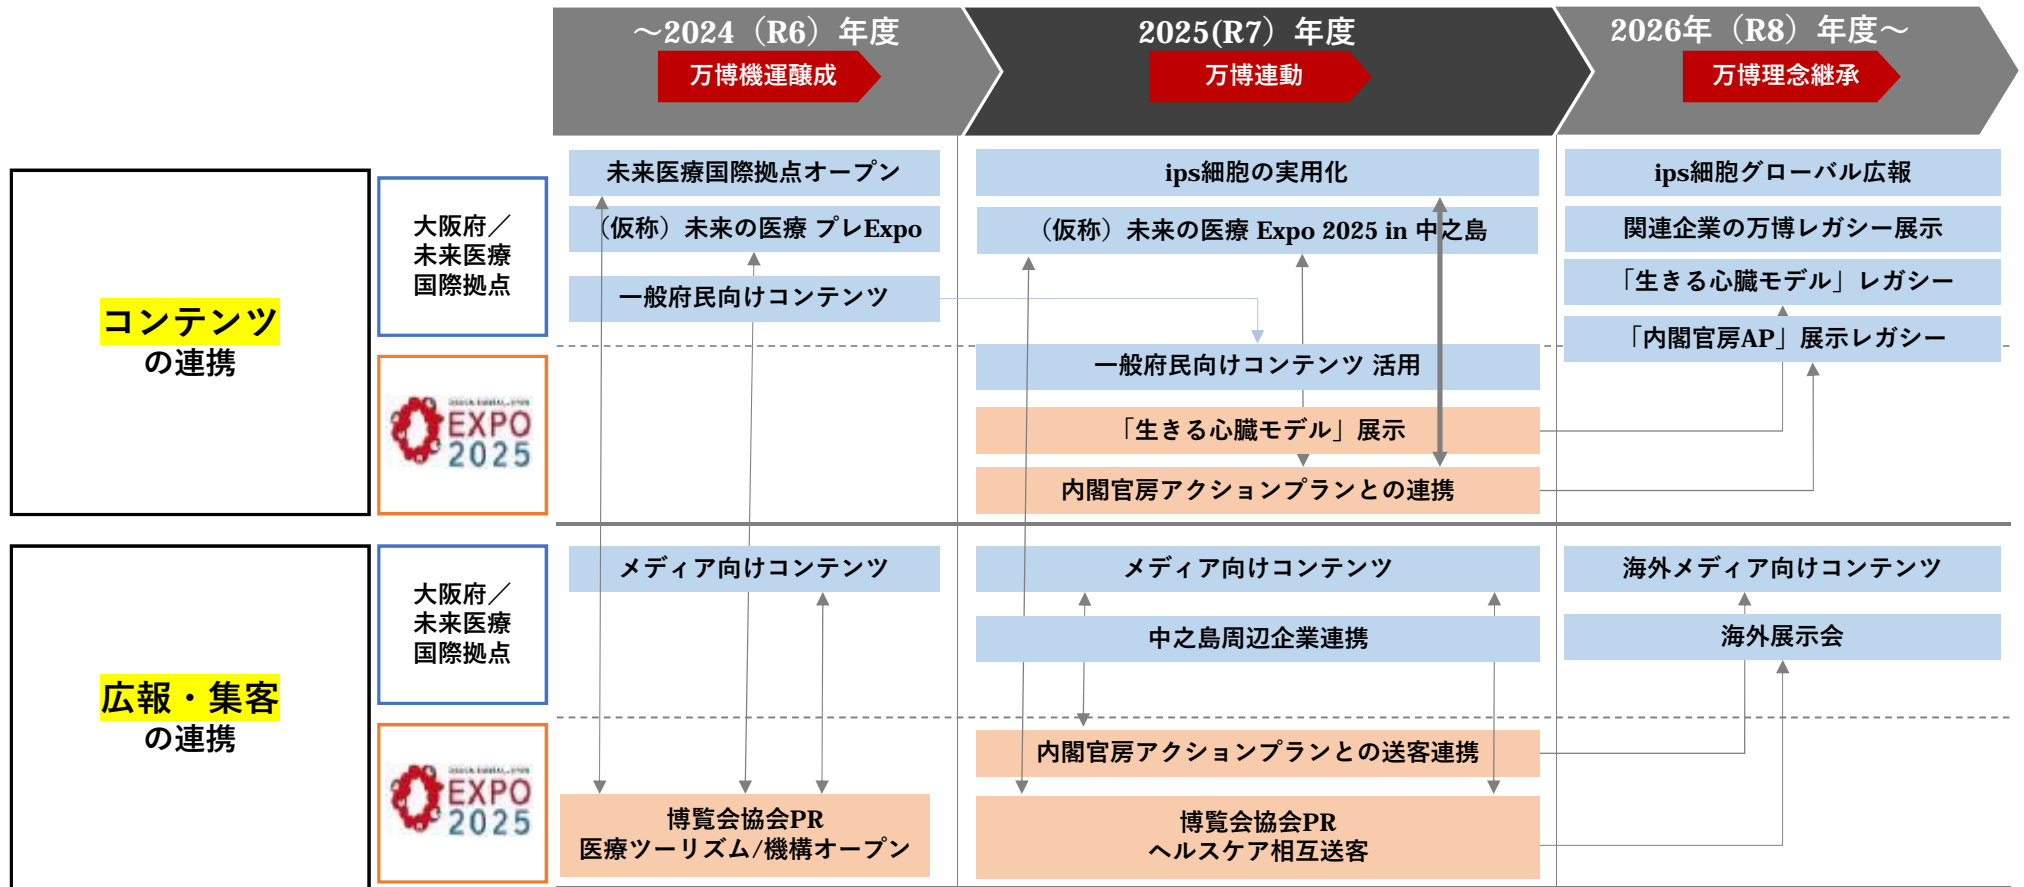 ～2024（R6）年度
万博機運醸成
2025(R7）年度
万博連動
2026年（R8）年度～
万博理念継承
コンテンツ
の連携
大阪府／
未来医療
国際拠点
EXPO
2025
未来医療国際拠点オープン
（仮称）未来の医療 プレExpo
一般府民向けコンテンツ
ips細胞の実用化
（仮称）未来の医療 Expo 2025 in 中之島
一般府民向けコンテンツ 活用
「生きる心臓モデル」展示
内閣官房アクションプランとの連携
ips細胞グローバル広報
関連企業の万博レガシー展示
「生きる心臓モデル」レガシー
「内閣官房AP」展示レガシー
広報・集客
の連携
大阪府／
未来医療
国際拠点
EXPO
2025
メディア向けコンテンツ
博覧会協会PR
医療ツーリズム/機構オープン
メディア向けコンテンツ
中之島周辺企業連携
内閣官房アクションプランとの送客連携
博覧会協会PR
ヘルスケア相互送客
海外メディア向けコンテンツ
海外展示会